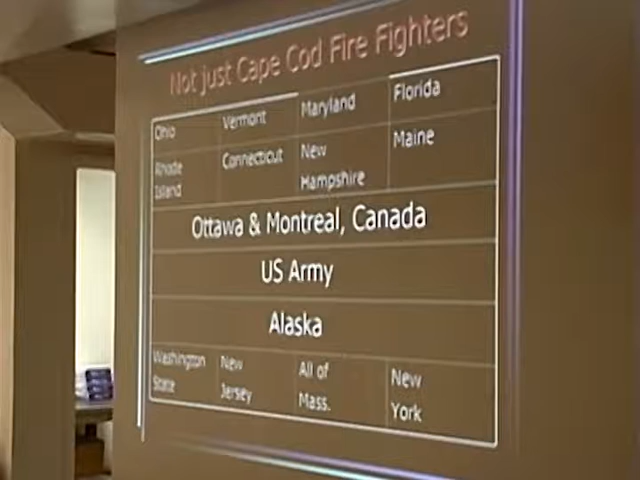 Not just Cape Cod Fire Fighters
Ohio Vermont Maryland Florida
Rhode Island Connecticut New Hampshire Maine
Ottawa & Montreal, Canada
US Army
Alaska
Washington State New Jersey All of Mass. New York